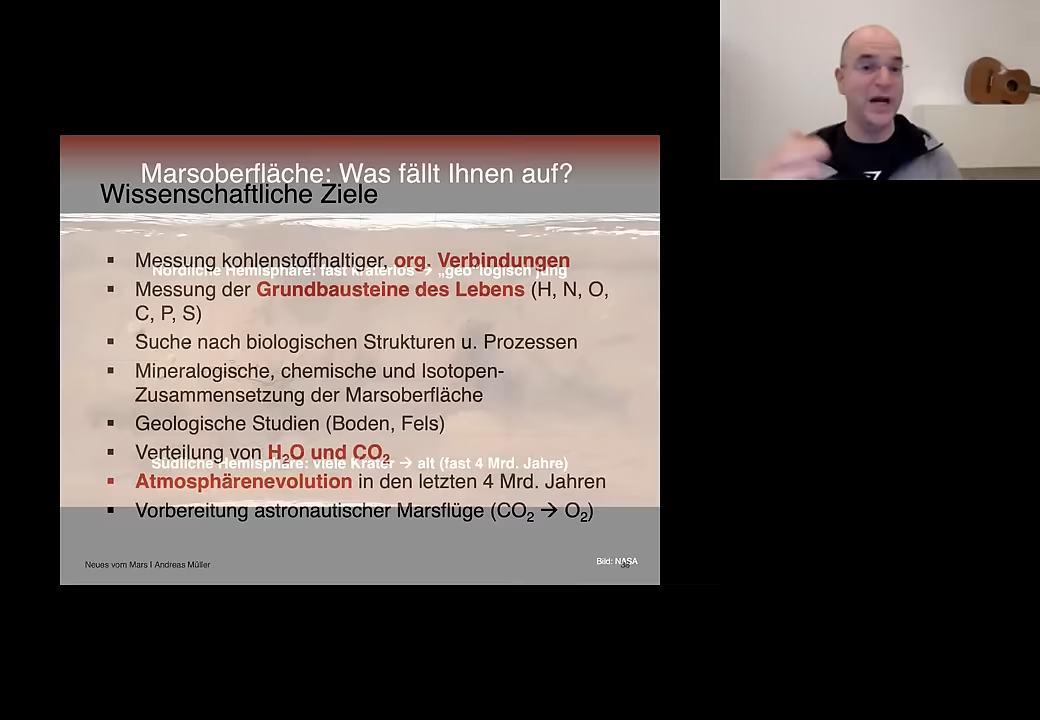 Marsoberfläche: Was fällt Ihnen auf?
Wissenschaftliche Ziele
▪ Messung kohlenstoffhaltiger, org. Verbindungen
Nördliche Hemisphäre: fast kraterlos → „geo“logisch jung
▪ Messung der Grundbausteine des Lebens (H, N, O,
C, P, S)
▪ Suche nach biologischen Strukturen u. Prozessen
▪ Mineralogische, chemische und Isotopen-
Zusammensetzung der Marsoberfläche
▪ Geologische Studien (Boden, Fels)
▪ Verteilung von H₂O und CO₂
Südliche Hemisphäre: viele Krater → alt (fast 4 Mrd. Jahre)
▪ Atmosphärenevolution in den letzten 4 Mrd. Jahren
▪ Vorbereitung astronautischer Marsflüge (CO₂ → O₂)
Bild: NASA
Neues vom Mars I Andreas Müller